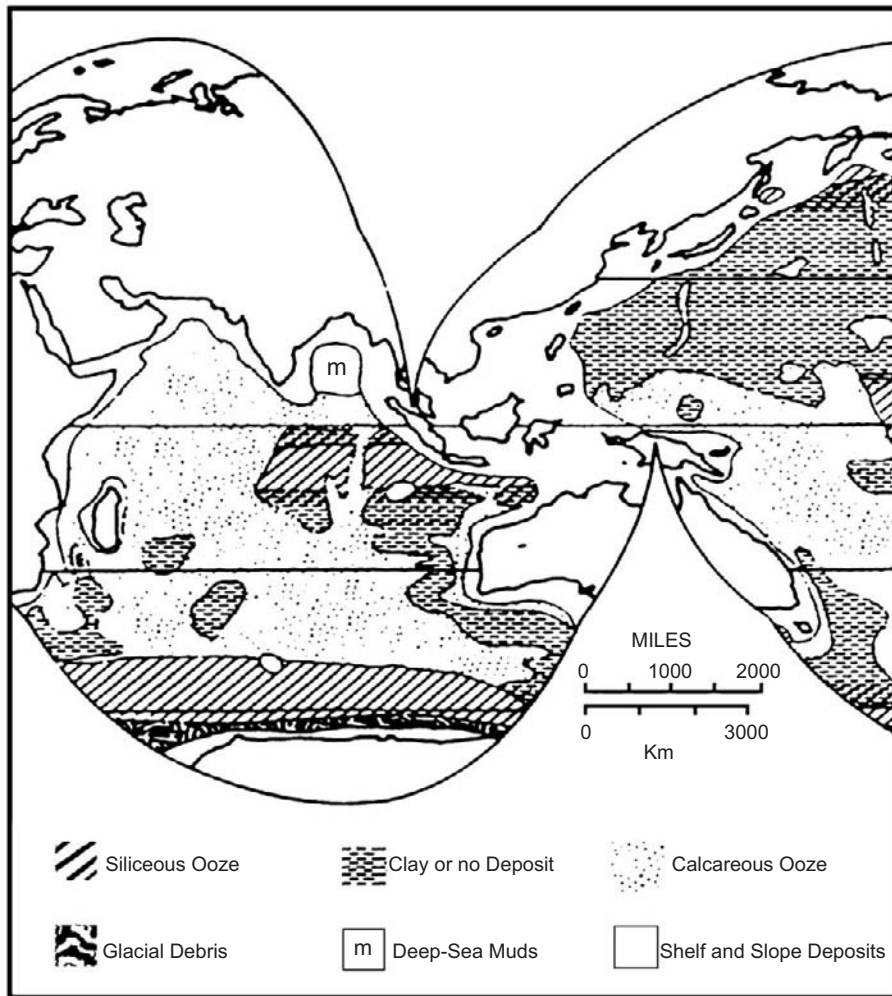 m
MILES
0 1000 2000
0 3000
Km
Siliceous Ooze
Clay or no Deposit
Calcareous Ooze
Glacial Debris
m
Deep-Sea Muds
Shelf and Slope Deposits